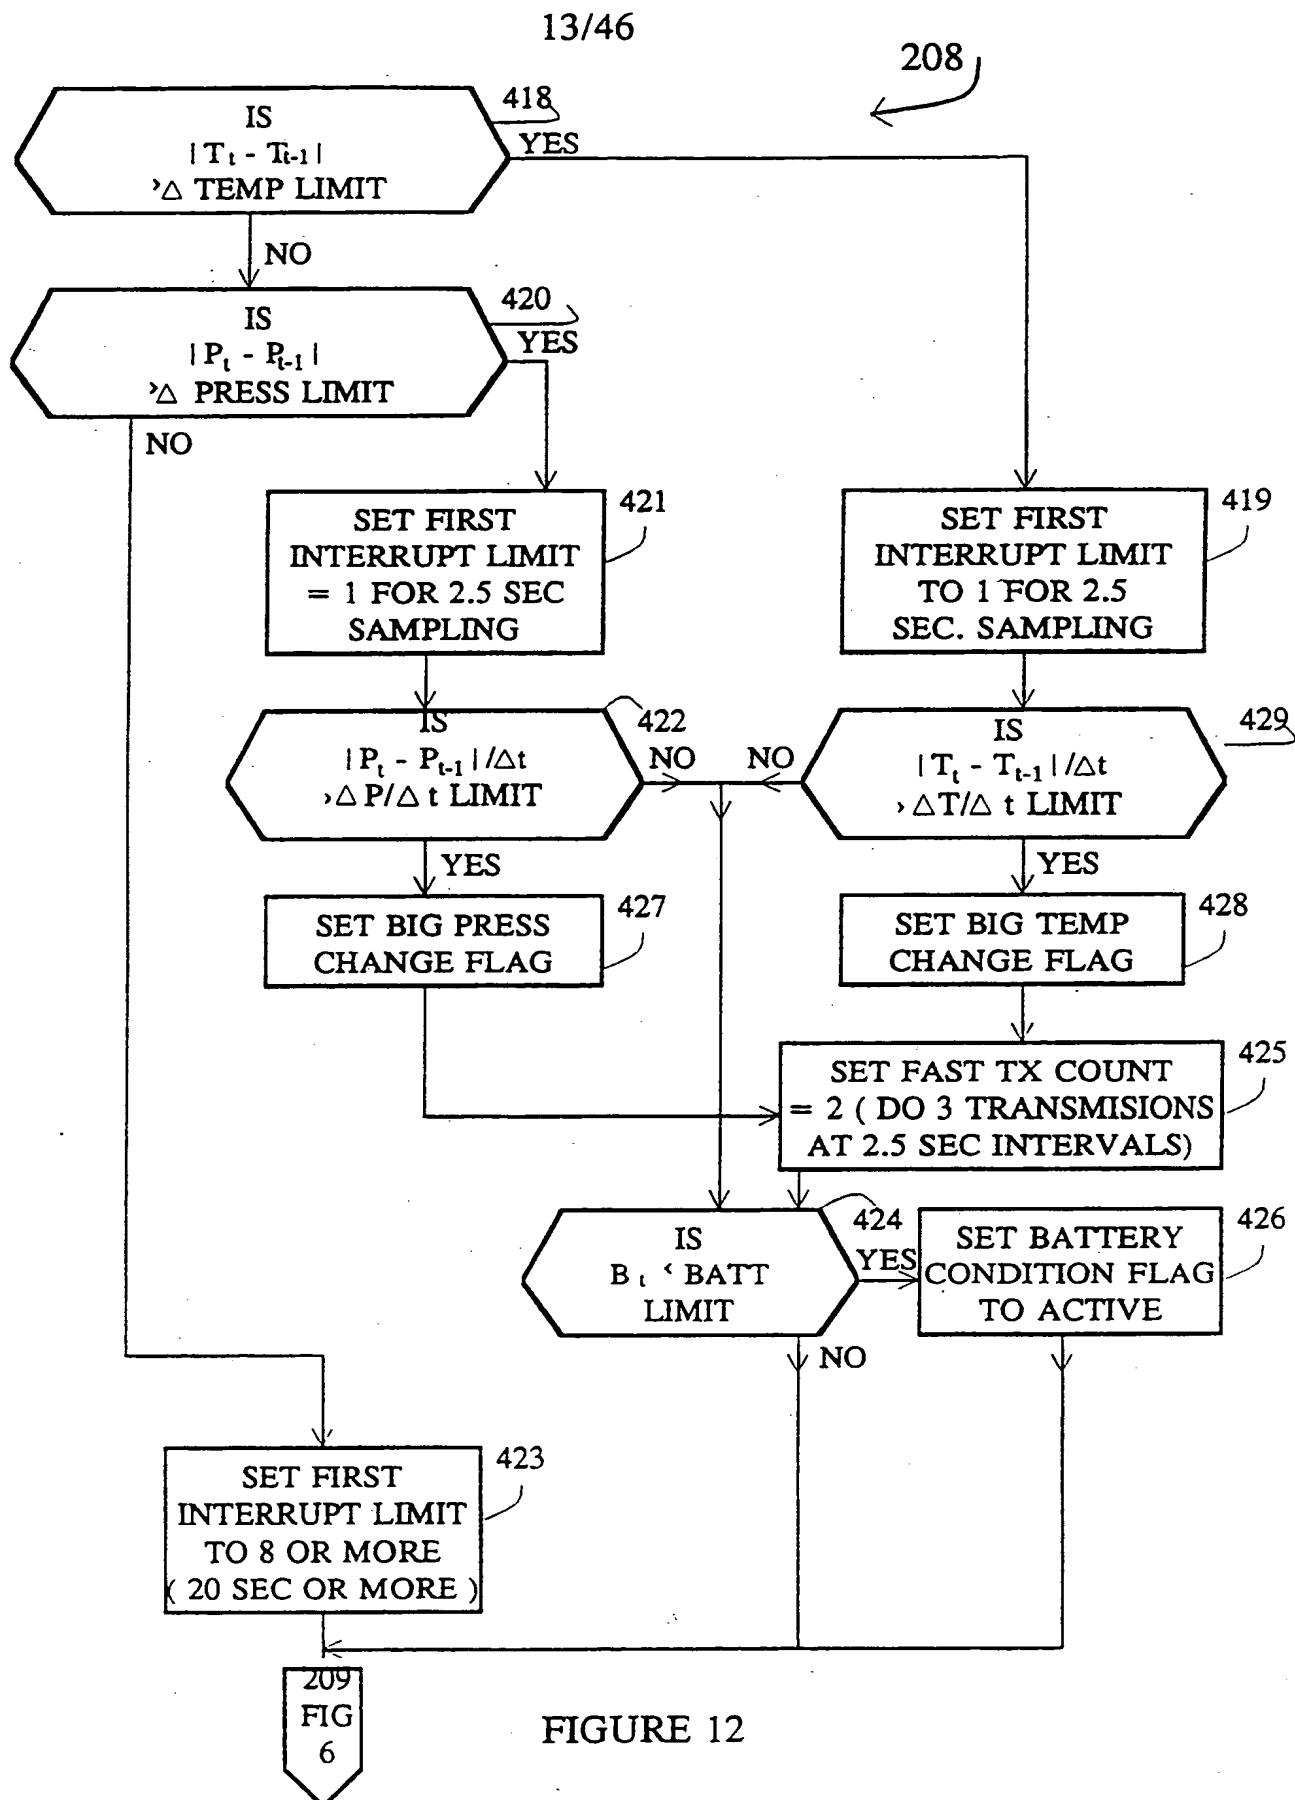 13/46
208
418
IS
| Tt - Tt-1 |
>△ TEMP LIMIT
YES
NO
420
IS
| Pt - Pt-1 |
>△ PRESS LIMIT
YES
NO
421
SET FIRST
INTERRUPT LIMIT
= 1 FOR 2.5 SEC
SAMPLING
419
SET FIRST
INTERRUPT LIMIT
TO 1 FOR 2.5
SEC. SAMPLING
422
IS
| Pt - Pt-1 | /△t
>△ P/△ t LIMIT
NO
NO
429
IS
| Tt - Tt-1 | /△t
> △T/△ t LIMIT
YES
YES
427
SET BIG PRESS
CHANGE FLAG
428
SET BIG TEMP
CHANGE FLAG
425
SET FAST TX COUNT
= 2 ( DO 3 TRANSMISIONS
AT 2.5 SEC INTERVALS)
424
IS
Bt < BATT
LIMIT
YES
NO
426
SET BATTERY
CONDITION FLAG
TO ACTIVE
423
SET FIRST
INTERRUPT LIMIT
TO 8 OR MORE
( 20 SEC OR MORE )
209
FIG
6
FIGURE 12